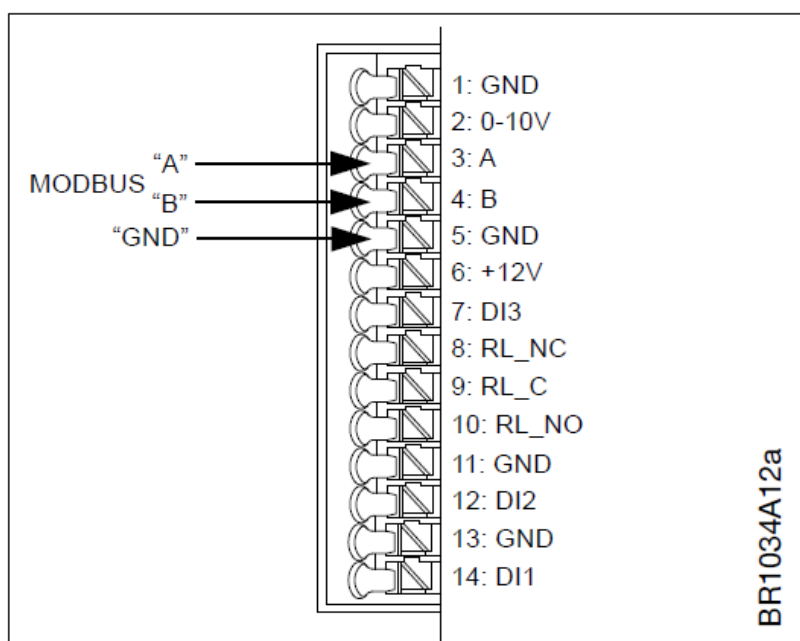 MODBUS
“A”
“B”
“GND”
1: GND
2: 0-10V
3: A
4: B
5: GND
6: +12V
7: DI3
8: RL_NC
9: RL_C
10: RL_NO
11: GND
12: DI2
13: GND
14: DI1
BR1034A12a